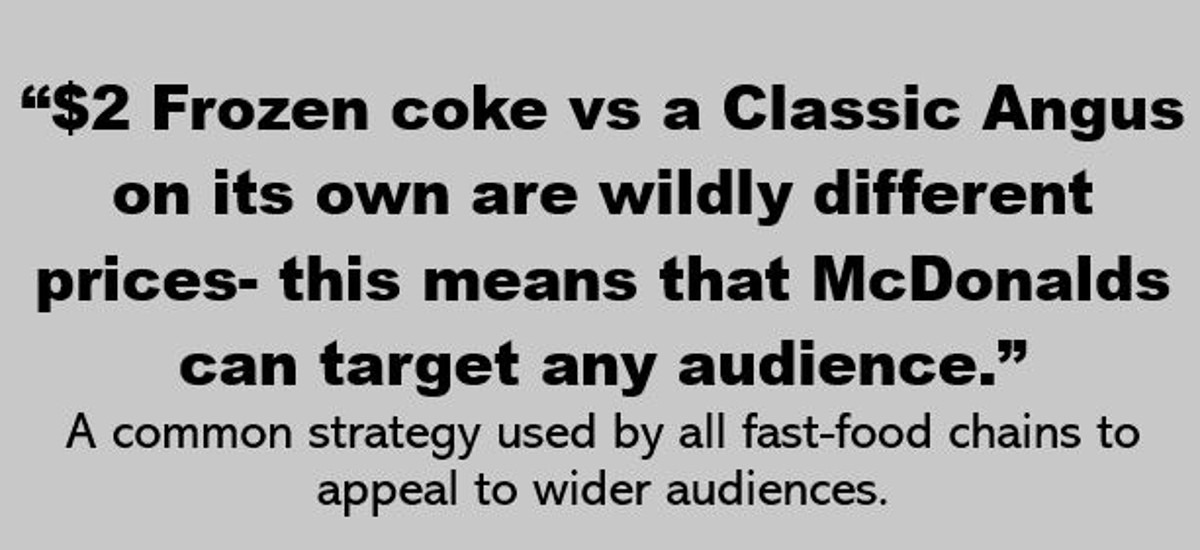 “$2 Frozen coke vs a Classic Angus
on its own are wildly different
prices- this means that McDonalds
can target any audience.”
A common strategy used by all fast-food chains to
appeal to wider audiences.